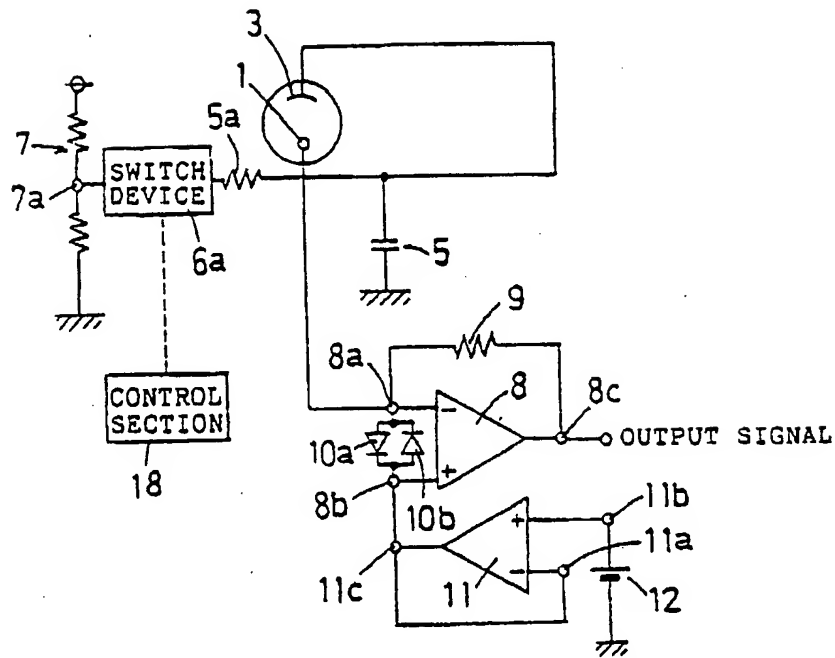 3
1
5a
7
7a
SWITCH
DEVICE
6a
5
9
8a
8
8c
CONTROL
SECTION
18
-
+
OUTPUT SIGNAL
10a
8b
10b
11b
+
11a
-
11c
11
12